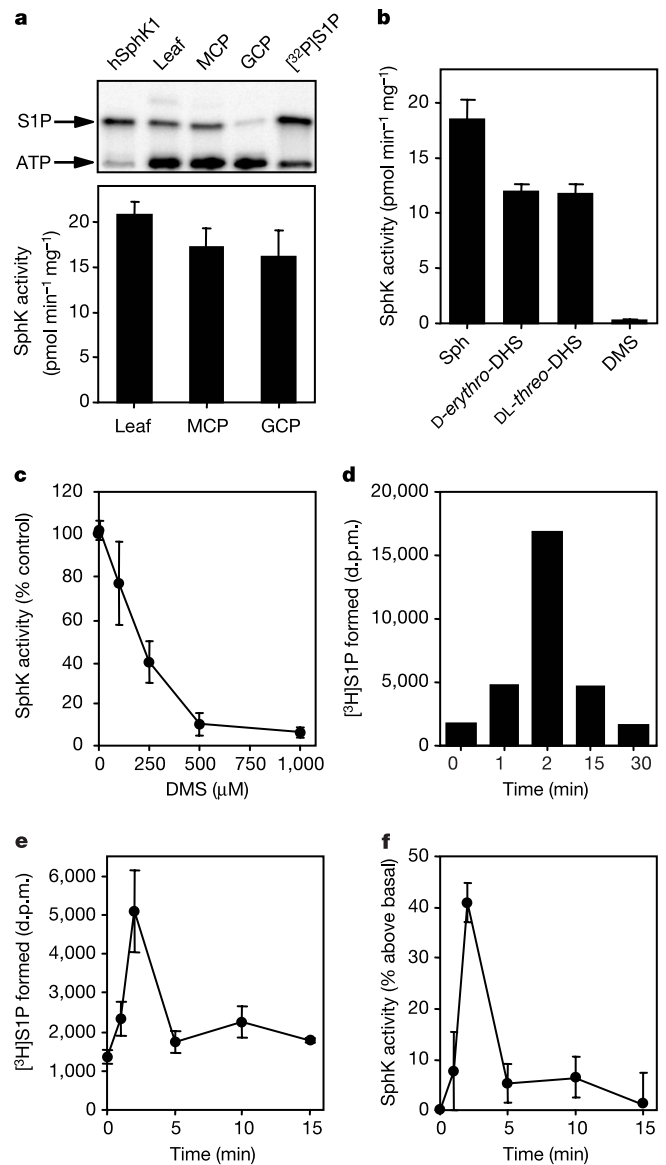 a
hSphK1
Leaf
MCP
GCP
[³²P]S1P
S1P
ATP
SphK activity
(pmol min⁻¹ mg⁻¹)
20
15
10
5
0
Leaf
MCP
GCP
b
SphK activity (pmol min⁻¹ mg⁻¹)
20
15
10
5
0
Sph
D-erythro-DHS
DL-threo-DHS
DMS
c
SphK activity (% control)
120
100
80
60
40
20
0
0
250
500
750
1,000
DMS (μM)
d
[³H]S1P formed (d.p.m.)
20,000
15,000
10,000
5,000
0
0
1
2
15
30
Time (min)
e
[³H]S1P formed (d.p.m.)
6,000
5,000
4,000
3,000
2,000
1,000
0
0
5
10
15
Time (min)
f
SphK activity (% above basal)
50
40
30
20
10
0
0
5
10
15
Time (min)